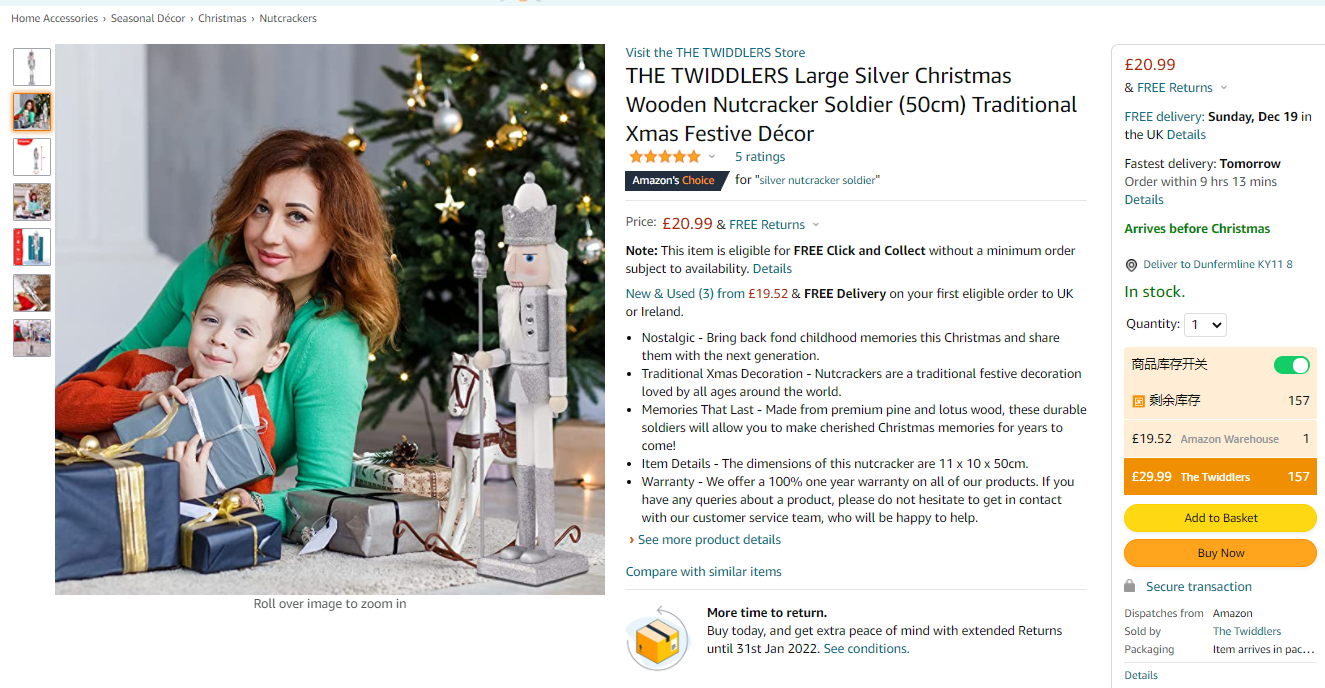 Home Accessories › Seasonal Décor › Christmas › Nutcrackers
Roll over image to zoom in
Visit the THE TWIDDLERS Store
THE TWIDDLERS Large Silver Christmas
Wooden Nutcracker Soldier (50cm) Traditional
Xmas Festive Décor
5 ratings
Amazon's Choice for "silver nutcracker soldier"
Price: £20.99 & FREE Returns
Note: This item is eligible for FREE Click and Collect without a minimum order
subject to availability. Details
New & Used (3) from £19.52 & FREE Delivery on your first eligible order to UK
or Ireland.
• Nostalgic - Bring back fond childhood memories this Christmas and share
them with the next generation.
• Traditional Xmas Decoration - Nutcrackers are a traditional festive decoration
loved by all ages around the world.
• Memories That Last - Made from premium pine and lotus wood, these durable
soldiers will allow you to make cherished Christmas memories for years to
come!
• Item Details - The dimensions of this nutcracker are 11 x 10 x 50cm.
• Warranty - We offer a 100% one year warranty on all of our products. If you
have any queries about a product, please do not hesitate to get in contact
with our customer service team, who will be happy to help.
› See more product details
Compare with similar items
More time to return.
Buy today, and get extra peace of mind with extended Returns
until 31st Jan 2022. See conditions.
£20.99
& FREE Returns
FREE delivery: Sunday, Dec 19 in
the UK Details
Fastest delivery: Tomorrow
Order within 9 hrs 13 mins
Details
Arrives before Christmas
Deliver to Dunfermline KY11 8
In stock.
Quantity: 1
商品库存开关
剩余库存 157
£19.52 Amazon Warehouse 1
£29.99 The Twiddlers 157
Add to Basket
Buy Now
Secure transaction
Dispatches from Amazon
Sold by The Twiddlers
Packaging Item arrives in pac...
Details